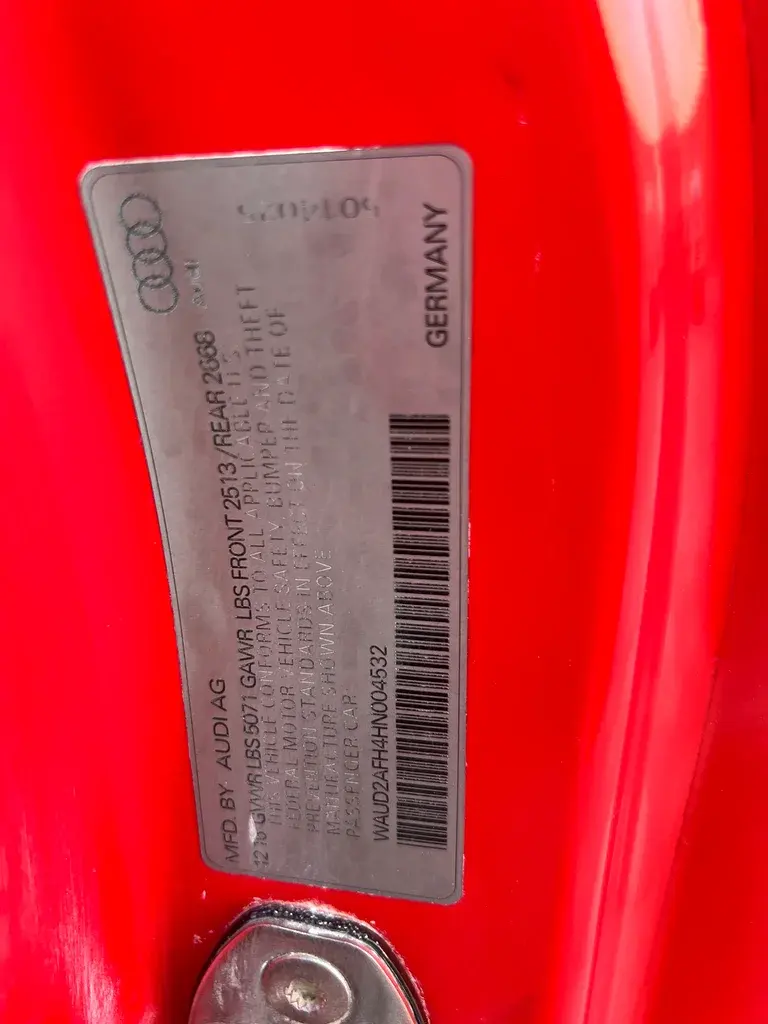 Audi
MFD. BY AUDI AG
GVWR LBS 5071 GAWR LBS FRONT 2513 / REAR 2668
THIS VEHICLE CONFORMS TO ALL APPLICABLE U.S.
FEDERAL MOTOR VEHICLE SAFETY, BUMPER AND THEFT
PREVENTION STANDARDS IN EFFECT ON THE DATE OF
MANUFACTURE SHOWN ABOVE
PASSENGER CAR
WAUD2AFH4HN004532
GERMANY